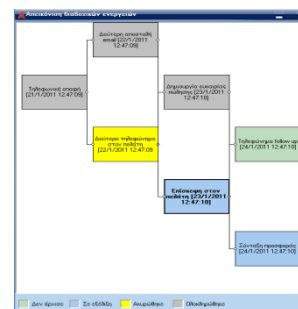 Απεικόνιση διαδοχικών ενεργειών
Δεύτερη αποστολή
email [22/1/2011
12:47:09]
Τηλεφωνική επαφή
[21/1/2011 12:47:09]
Δημιουργία ευκαιρίας
πώλησης [23/1/2011
12:47:10]
Δεύτερο τηλεφώνημα
στον πελάτη
[22/1/2011 12:47:09
Τηλεφώνημα follow up
[24/1/2011 12:47:10]
Επίσκεψη στον
πελάτη [23/1/2011
12:47:10]
Σύνταξη προσφοράς
[24/1/2011 12:47:10]
Δεν άρχισε Σε εξέλιξη Ακυρώθηκε Ολοκληρώθηκε